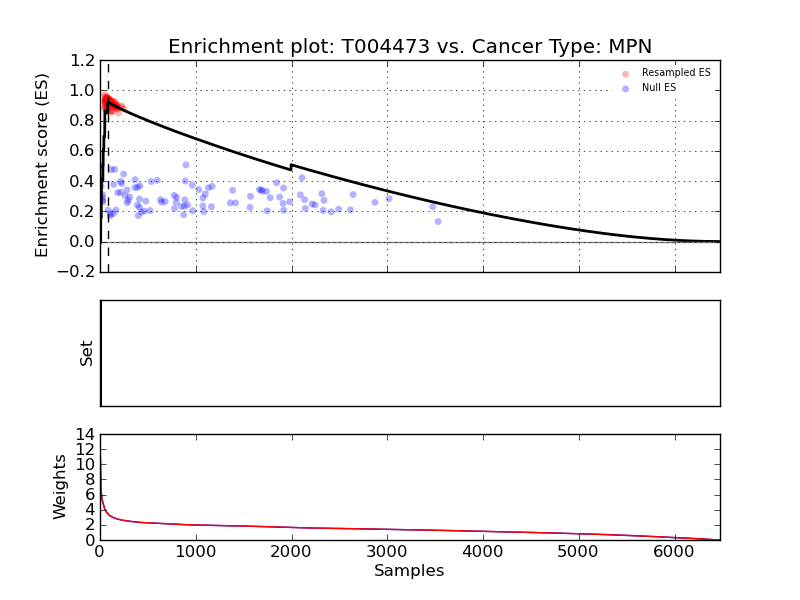 Enrichment plot: T004473 vs. Cancer Type: MPN
1.2
1.0
0.8
0.6
0.4
0.2
0.0
−0.2
Enrichment score (ES)
Resampled ES
Null ES
Set
14
12
10
8
6
4
2
0
Weights
0 1000 2000 3000 4000 5000 6000
Samples